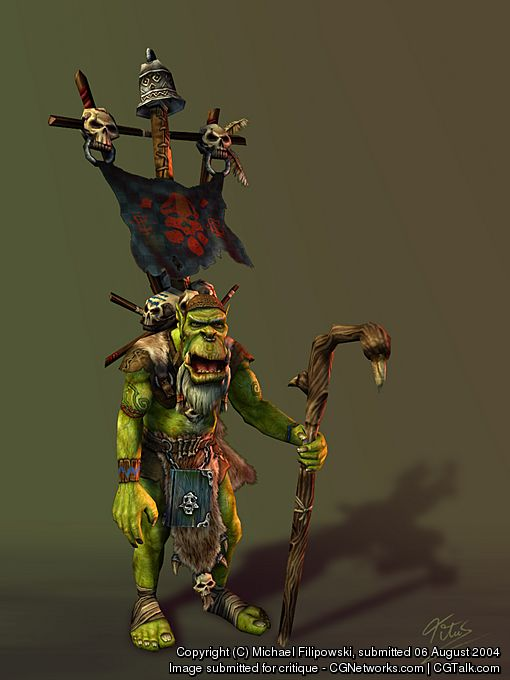 Copyright (C) Michael Filipowski, submitted 06 August 2004
Image submitted for critique - CGNetworks.com | CGTalk.com